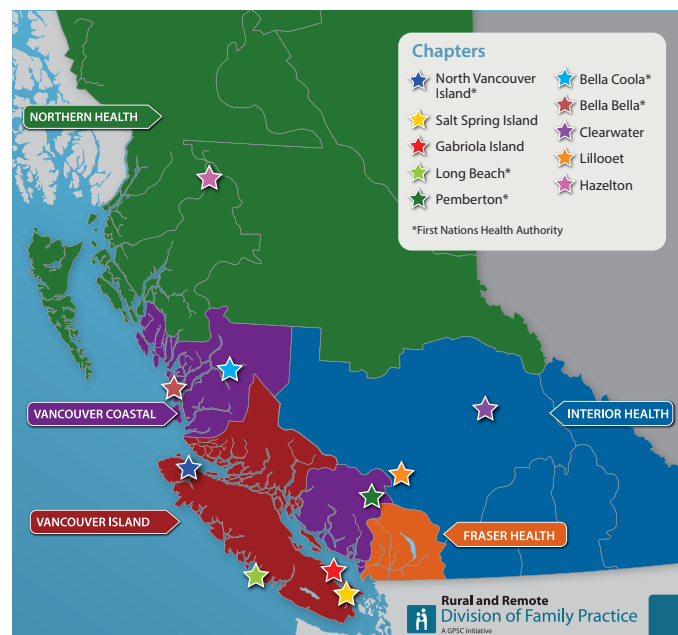 Chapters
North Vancouver
Island*
Salt Spring Island
Gabriola Island
Long Beach*
Pemberton*
Bella Coola*
Bella Bella*
Clearwater
Lillooet
Hazelton
*First Nations Health Authority
NORTHERN HEALTH
VANCOUVER COASTAL
INTERIOR HEALTH
VANCOUVER ISLAND
FRASER HEALTH
Rural and Remote
Division of Family Practice
A GPSC initiative